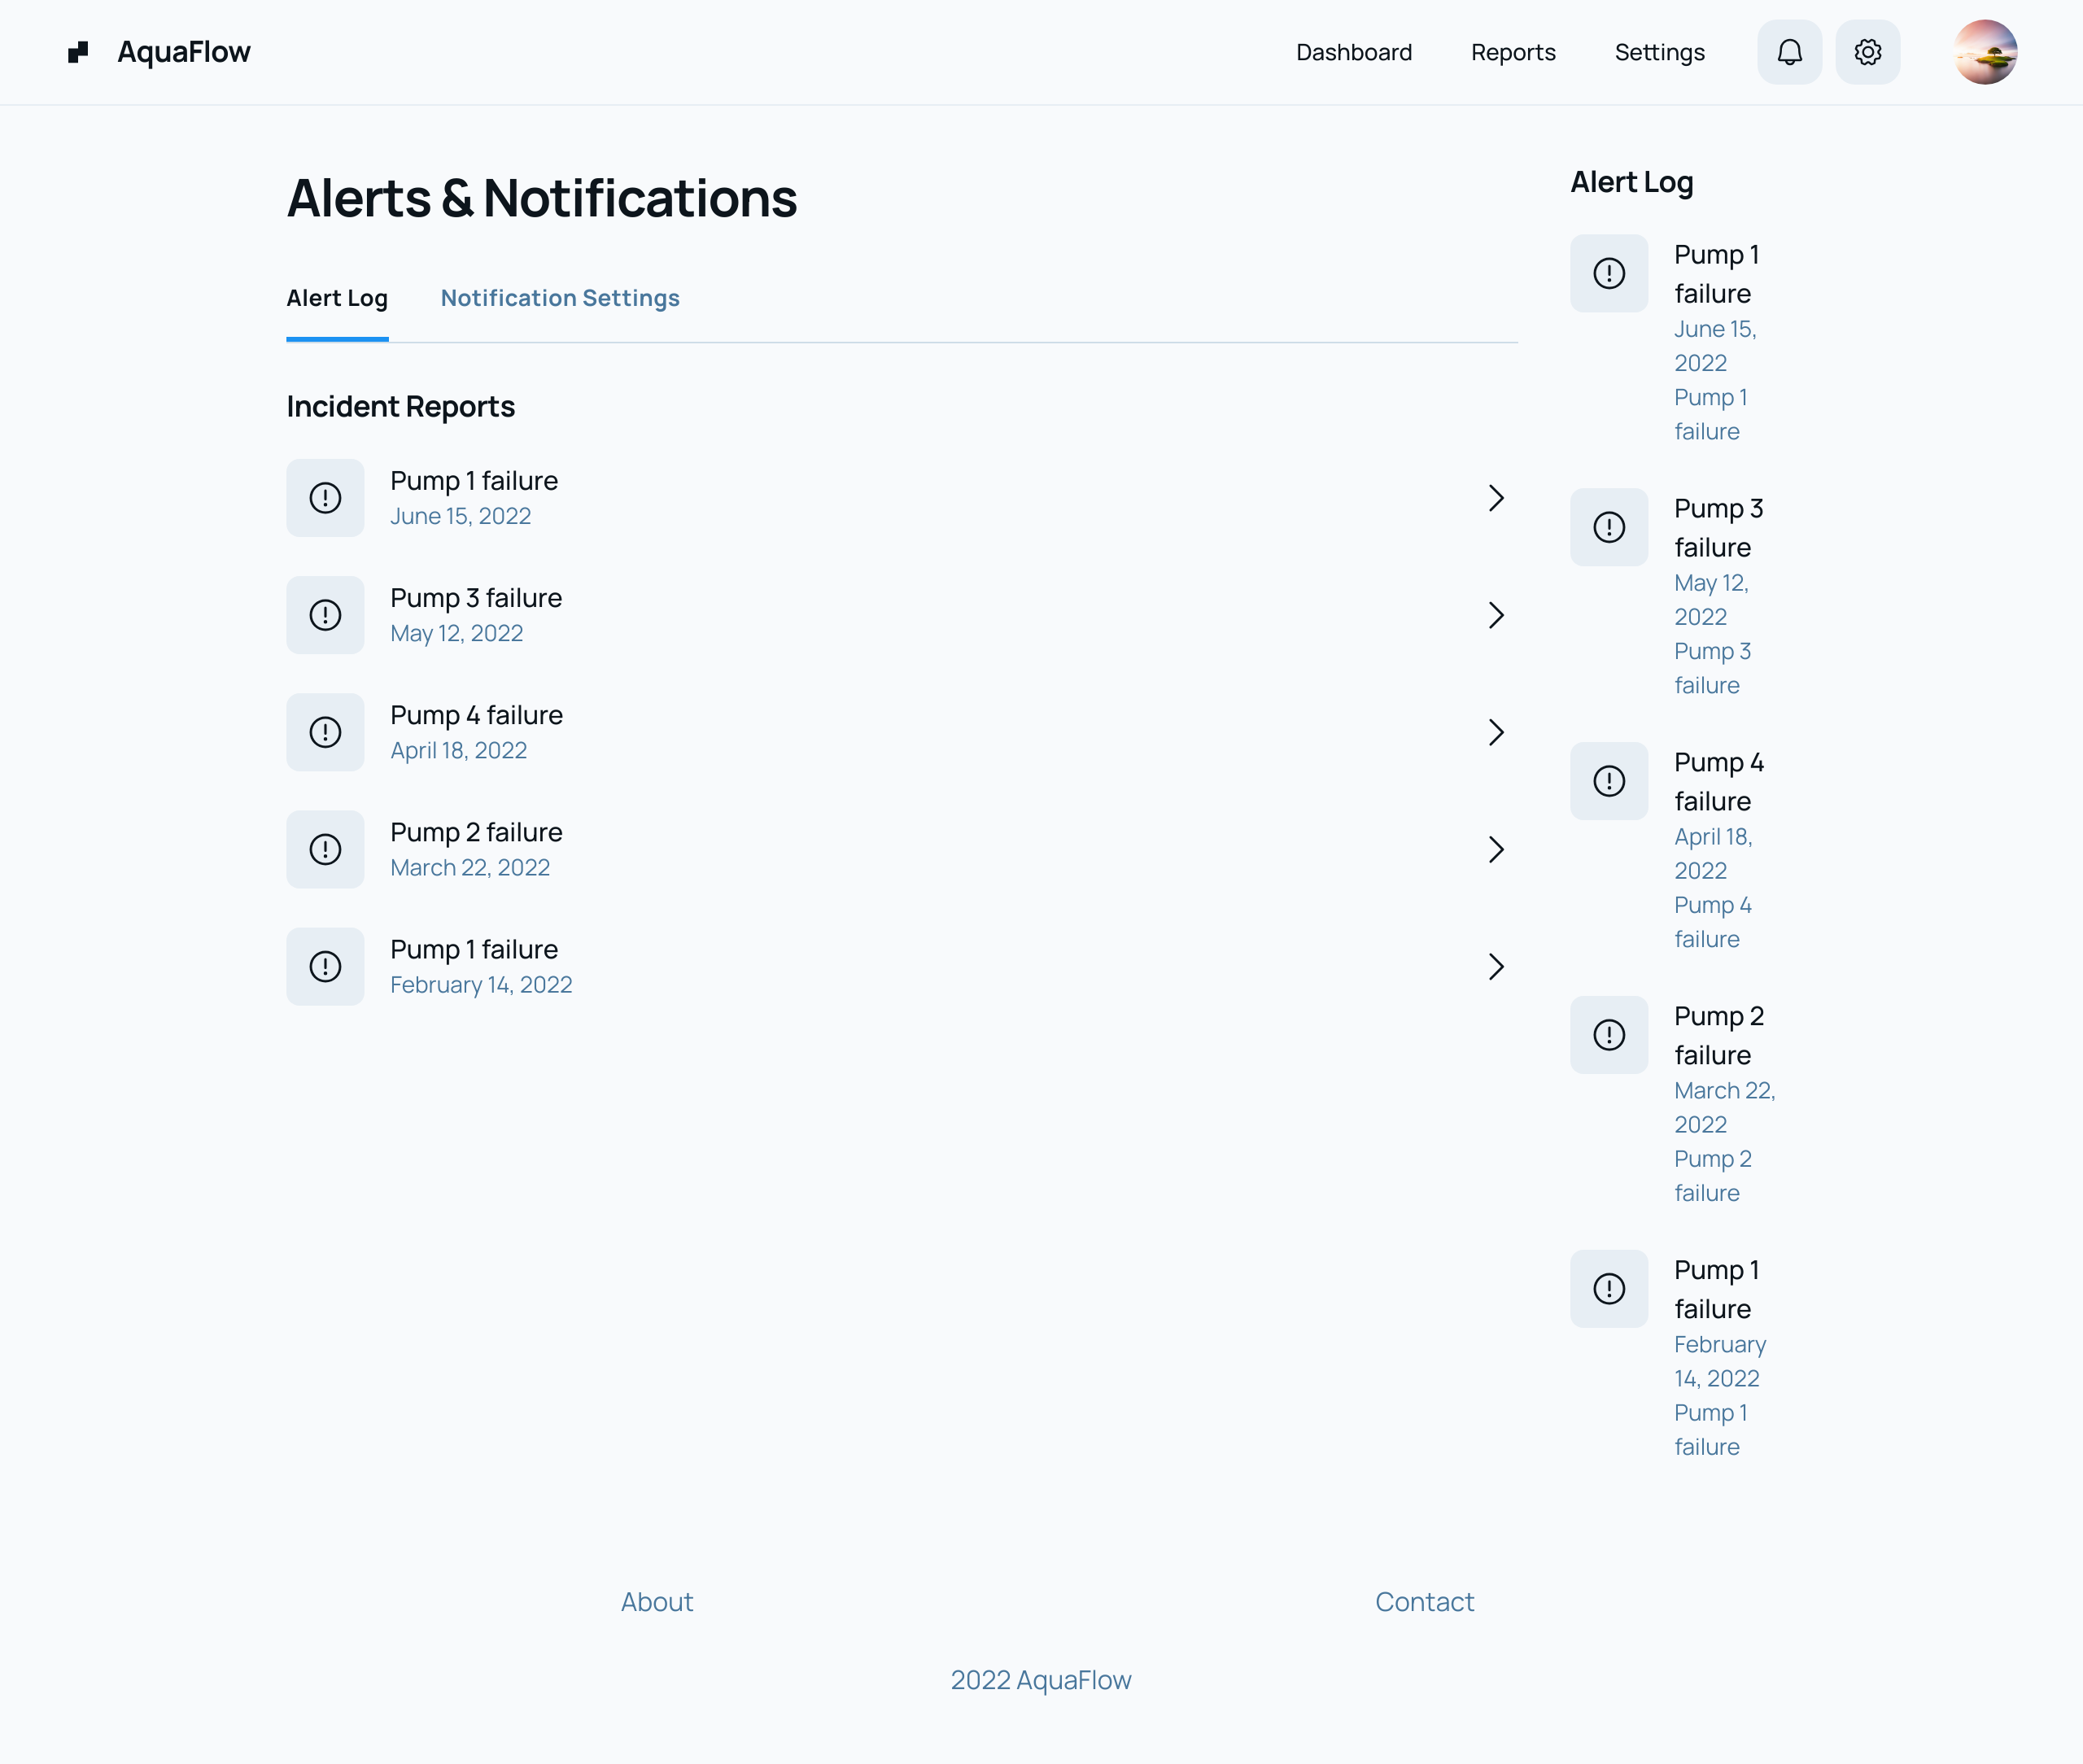 AquaFlow
Dashboard
Reports
Settings
Alerts & Notifications
Alert Log
Notification Settings
Incident Reports
Pump 1 failure
June 15, 2022
Pump 3 failure
May 12, 2022
Pump 4 failure
April 18, 2022
Pump 2 failure
March 22, 2022
Pump 1 failure
February 14, 2022
Alert Log
Pump 1
failure
June 15,
2022
Pump 1
failure
Pump 3
failure
May 12,
2022
Pump 3
failure
Pump 4
failure
April 18,
2022
Pump 4
failure
Pump 2
failure
March 22,
2022
Pump 2
failure
Pump 1
failure
February
14, 2022
Pump 1
failure
About
Contact
2022 AquaFlow